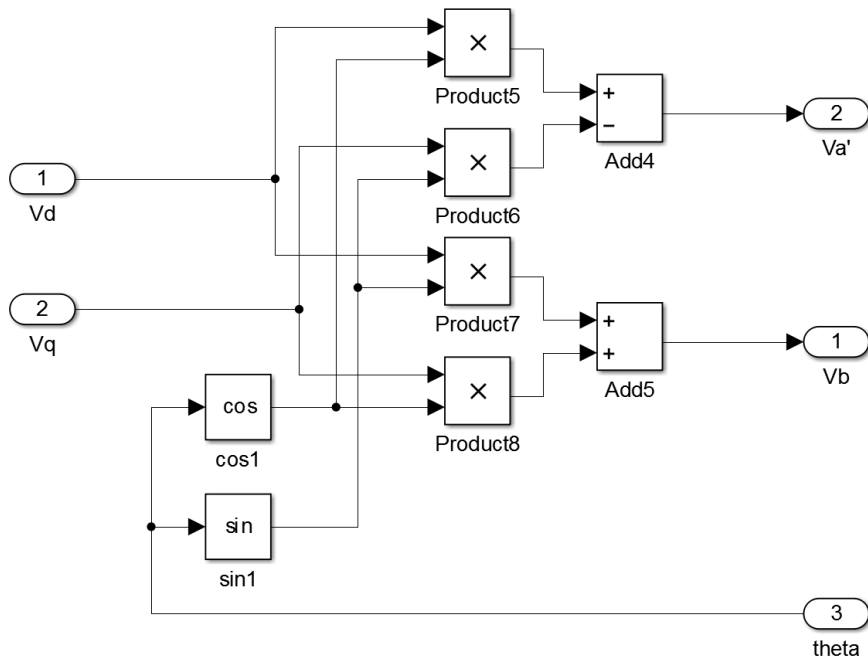 ×
Product5
+
−
Add4
2
Va'
1
Vd
×
Product6
×
Product7
2
Vq
+
+
Add5
1
Vb
×
Product8
cos
cos1
sin
sin1
3
theta